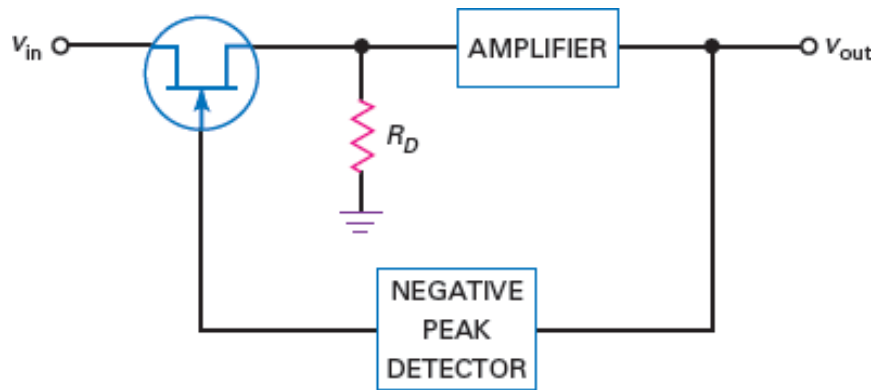 v_in
AMPLIFIER
v_out
R_D
NEGATIVE
PEAK
DETECTOR